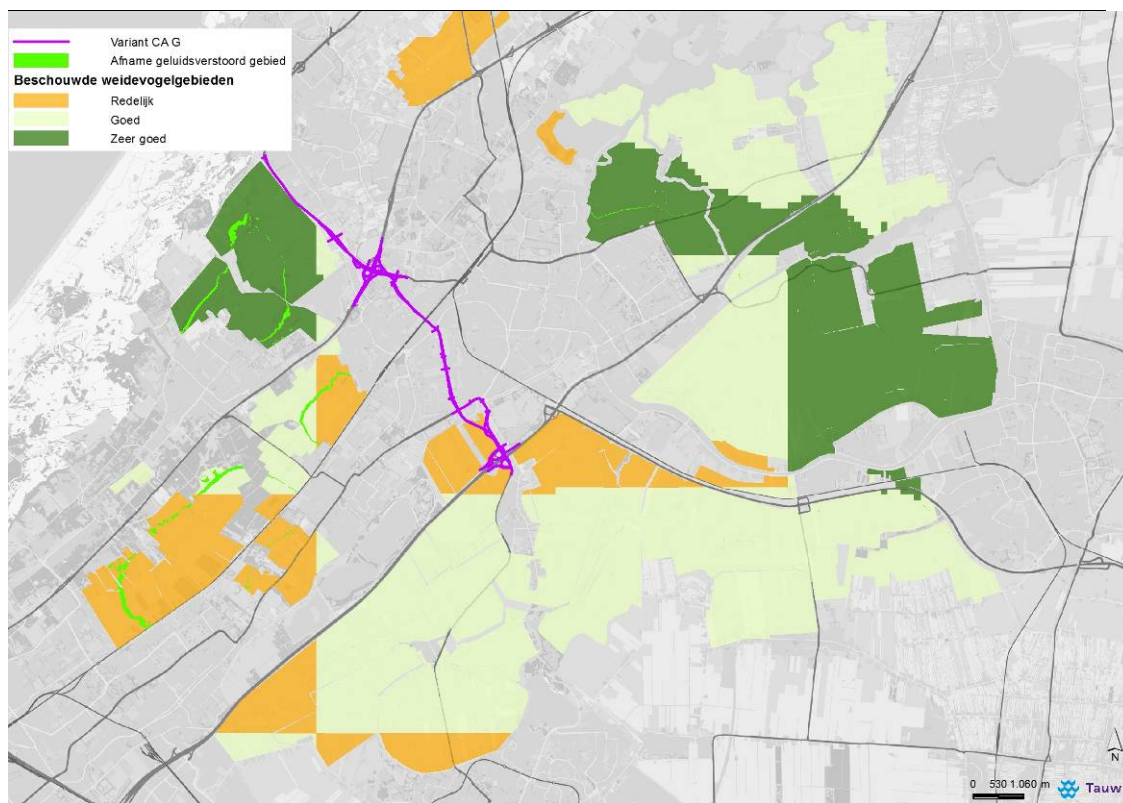 Variant CA G
Afname geluidsverstoord gebied
Beschouwde weidevogelgebieden
Redelijk
Goed
Zeer goed
N
0 530 1.060 m
Tauw